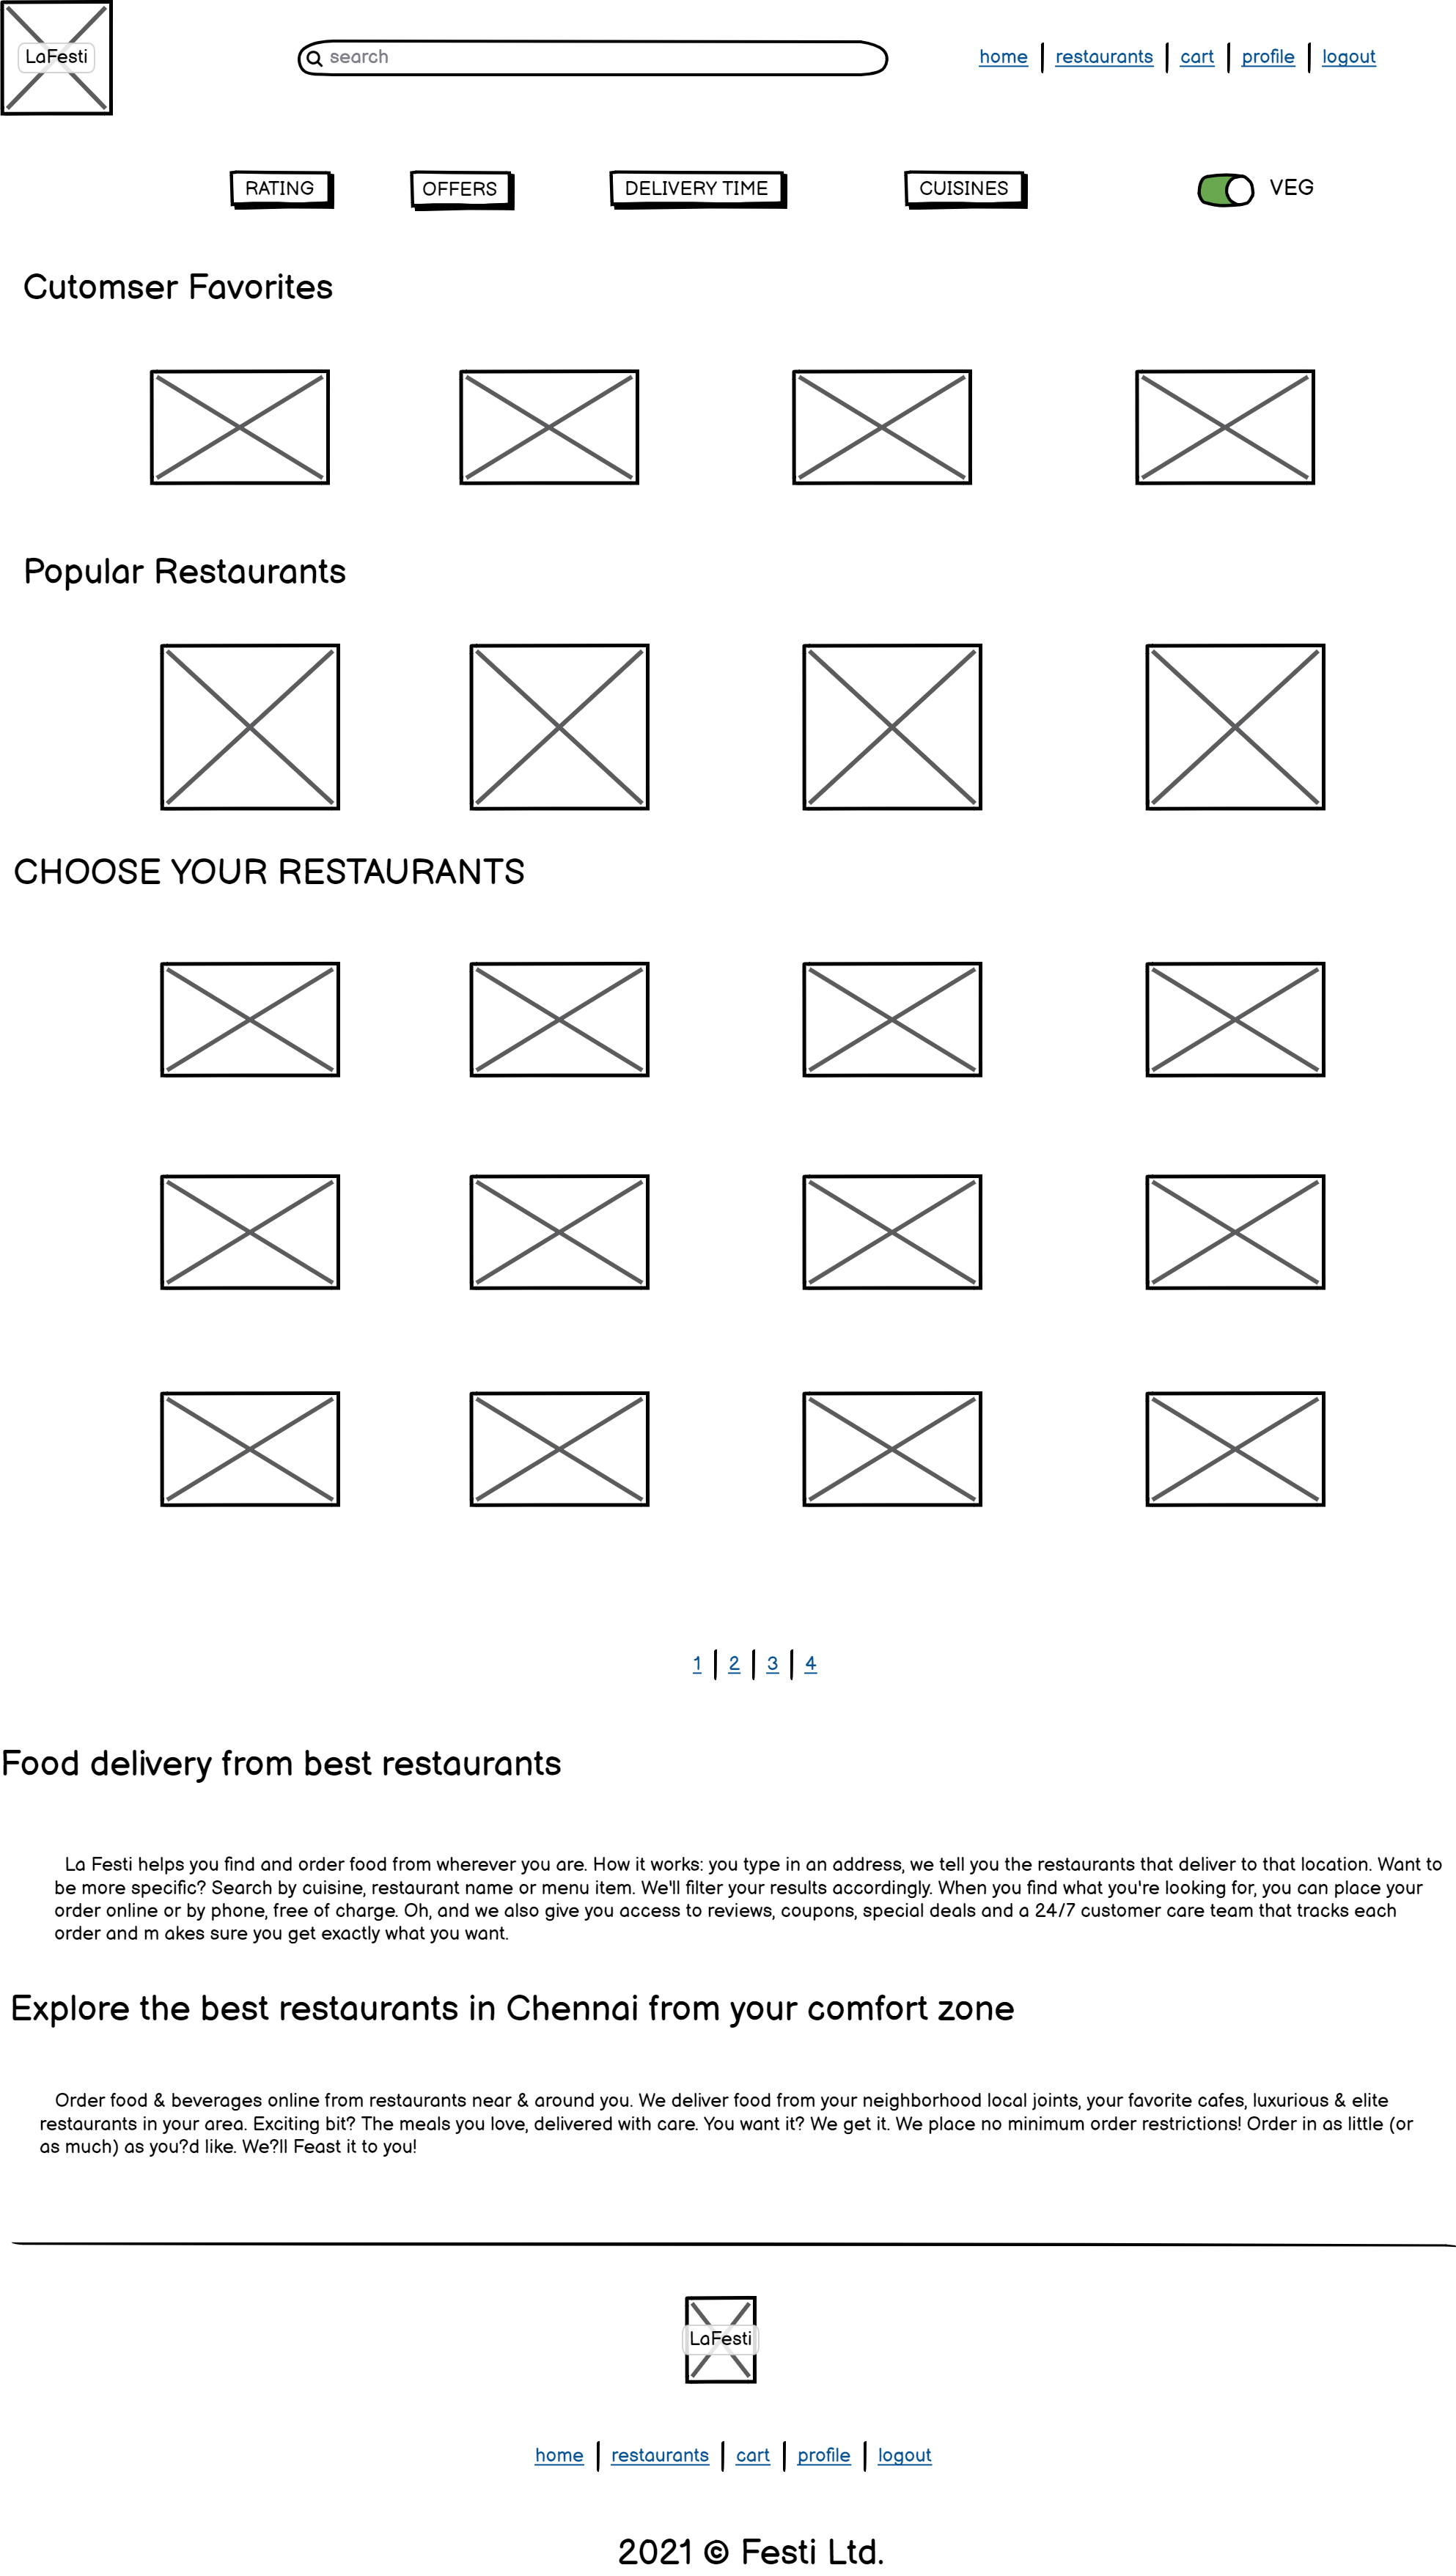 LaFesti
search
home restaurants cart profile logout
RATING OFFERS DELIVERY TIME CUISINES VEG
Cutomser Favorites
Popular Restaurants
CHOOSE YOUR RESTAURANTS
1 2 3 4
Food delivery from best restaurants
La Festi helps you find and order food from wherever you are. How it works: you type in an address, we tell you the restaurants that deliver to that location. Want to
be more specific? Search by cuisine, restaurant name or menu item. We'll filter your results accordingly. When you find what you're looking for, you can place your
order online or by phone, free of charge. Oh, and we also give you access to reviews, coupons, special deals and a 24/7 customer care team that tracks each
order and m akes sure you get exactly what you want.
Explore the best restaurants in Chennai from your comfort zone
Order food & beverages online from restaurants near & around you. We deliver food from your neighborhood local joints, your favorite cafes, luxurious & elite
restaurants in your area. Exciting bit? The meals you love, delivered with care. You want it? We get it. We place no minimum order restrictions! Order in as little (or
as much) as you?d like. We?ll Feast it to you!
LaFesti
home restaurants cart profile logout
2021 © Festi Ltd.